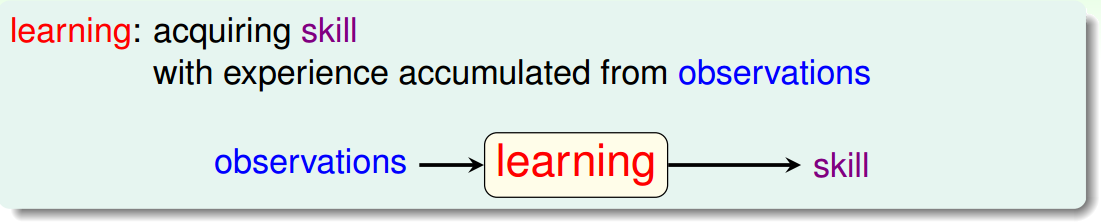 learning: acquiring skill
with experience accumulated from observations
observations learning skill